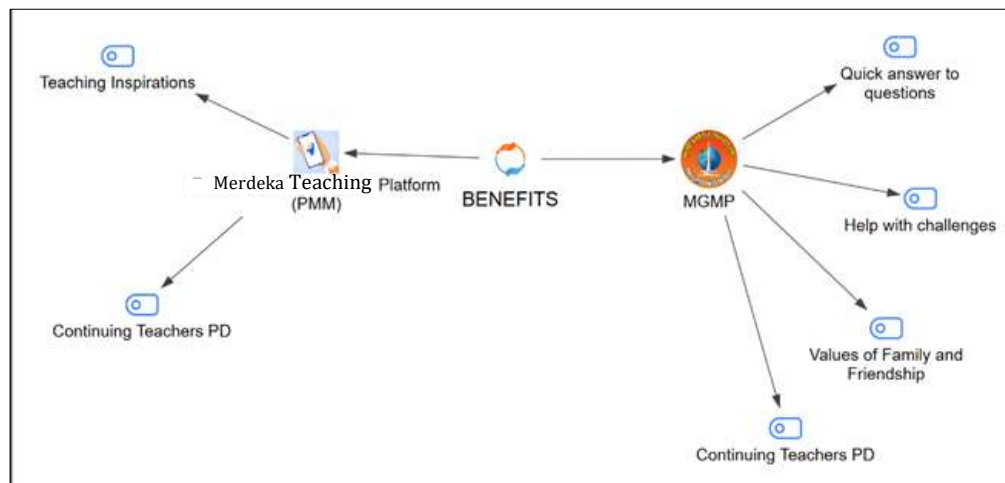 Teaching Inspirations
Merdeka Teaching Platform
(PMM)
Continuing Teachers PD
BENEFITS
MGMP
Quick answer to
questions
Help with challenges
Values of Family and
Friendship
Continuing Teachers PD